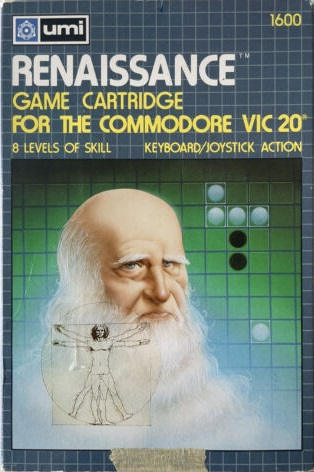 umi
1600
RENAISSANCE™
GAME CARTRIDGE
FOR THE COMMODORE VIC 20®
8 LEVELS OF SKILL KEYBOARD/JOYSTICK ACTION